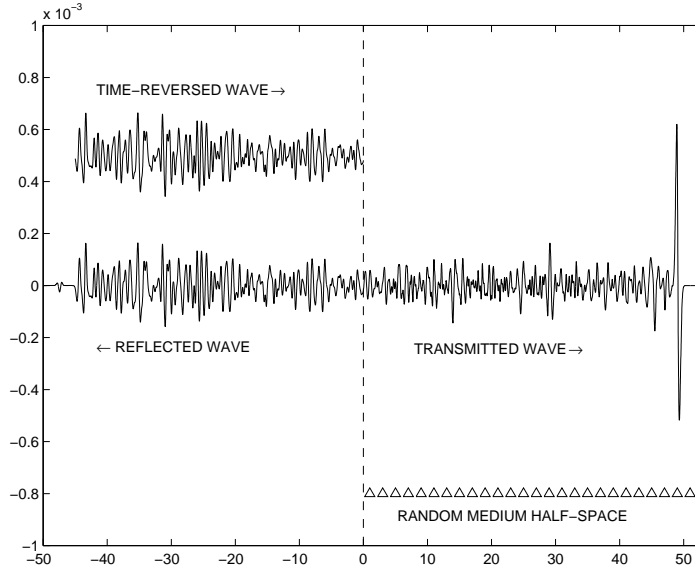 x 10⁻³
1
0.8
TIME−REVERSED WAVE→
0.6
0.4
0.2
0
−0.2
← REFLECTED WAVE
TRANSMITTED WAVE→
−0.4
−0.6
−0.8
RANDOM MEDIUM HALF−SPACE
−1
−50 −40 −30 −20 −10 0 10 20 30 40 50